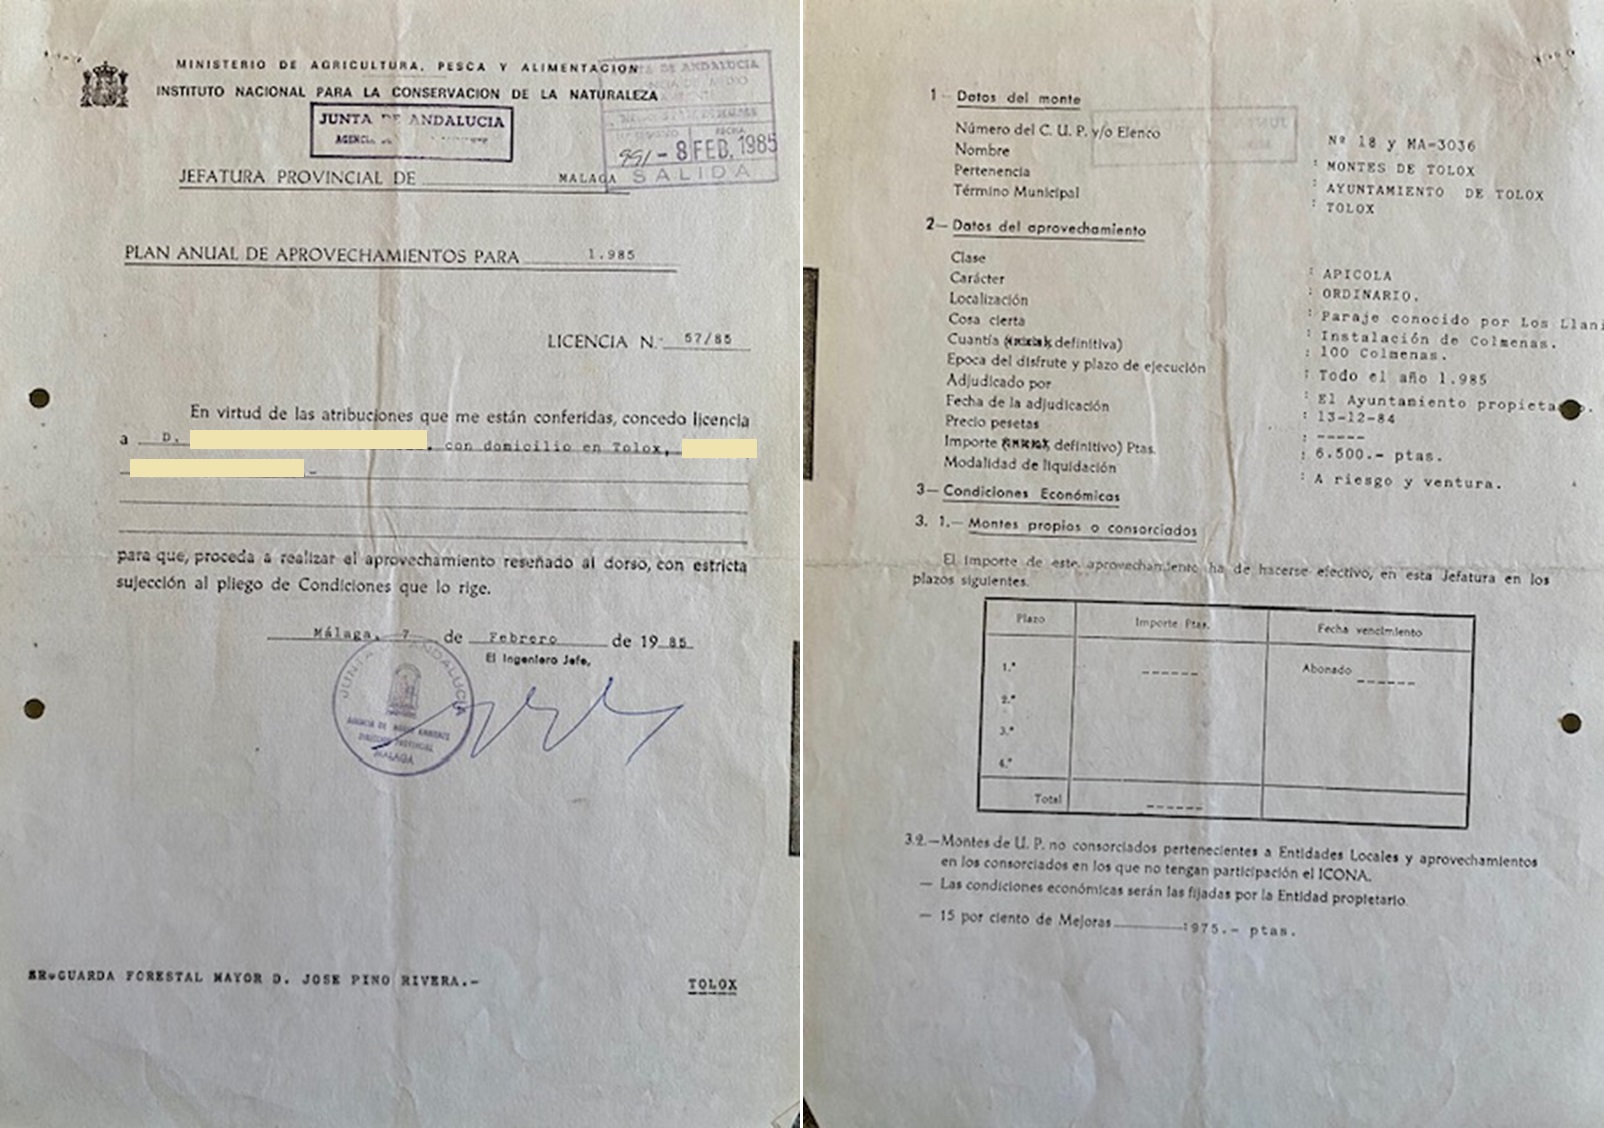 MINISTERIO DE AGRICULTURA, PESCA Y ALIMENTACION
INSTITUTO NACIONAL PARA LA CONSERVACION DE LA NATURALEZA
JUNTA DE ANDALUCIA
AGENCIA
DE ANDALUCIA
FECHA
991 - 8 FEB. 1985
SALIDA
JEFATURA PROVINCIAL DE MALAGA
PLAN ANUAL DE APROVECHAMIENTOS PARA 1.985
LICENCIA N.º 57/85
En virtud de las atribuciones que me están conferidas, concedo licencia
a D. , con domicilio en Tolox,
para que, proceda a realizar el aprovechamiento reseñado al dorso, con estricta
sujección al pliego de Condiciones que lo rige.
Málaga, 7 de Febrero de 19 85
El Ingeniero Jefe,
JUNTA DE ANDALUCIA
AGENCIA DE MEDIO AMBIENTE
DIRECCION PROVINCIAL
MALAGA
SR. GUARDA FORESTAL MAYOR D. JOSE PINO RIVERA.- TOLOX
1 - Datos del monte
Número del C. U. P. y/o Elenco Nº 18 y MA-3036
Nombre : MONTES DE TOLOX
Pertenencia : AYUNTAMIENTO DE TOLOX
Término Municipal : TOLOX
2 - Datos del aprovechamiento
Clase : APICOLA
Carácter : ORDINARIO.
Localización : Paraje conocido por Los Llani
Cosa cierta : Instalación de Colmenas.
Cuantía ( definitiva) : 100 Colmenas.
Epoca del disfrute y plazo de ejecución : Todo el año 1.985
Adjudicado por : El Ayuntamiento
Fecha de la adjudicación : 13-12-84
Precio pesetas : -----
Importe ( definitivo) Ptas. : 6.500.- ptas.
Modalidad de liquidación : A riesgo y ventura.
3- Condiciones Económicas
3. 1.- Montes propios o consorciados
El importe de este aprovechamiento ha de hacerse efectivo, en esta Jefatura en los
plazos siguientes.
Plazo Importe Ptas. Fecha vencimiento
1.º ------ Abonado ------
2.º
3.º
4.º
Total ------
3.2.-Montes de U. P. no consorciados pertenecientes a Entidades Locales y aprovechamientos
en los consorciados en los que no tengan participación el ICONA.
- Las condiciones económicas serán las fijadas por la Entidad propietario
- 15 por ciento de Mejoras :975.- ptas.